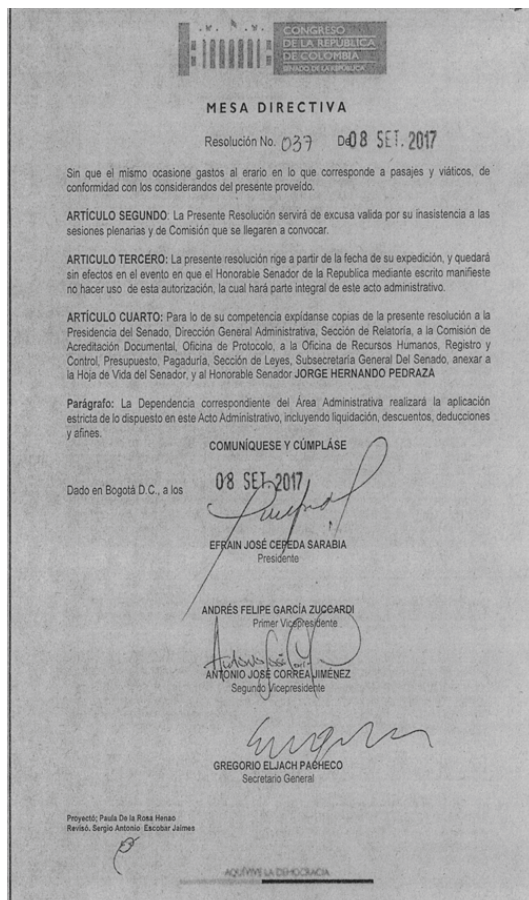 CONGRESO
DE LA REPÚBLICA
DE COLOMBIA
SENADO DE LA REPÚBLICA
MESA DIRECTIVA
Resolución No. 037 De 08 SET. 2017
Sin que el mismo ocasione gastos al erario en lo que corresponde a pasajes y viáticos, de
conformidad con los considerandos del presente proveído.
ARTÍCULO SEGUNDO: La Presente Resolución servirá de excusa valida por su inasistencia a las
sesiones plenarias y de Comisión que se llegaren a convocar.
ARTICULO TERCERO: La presente resolución rige a partir de la fecha de su expedición, y quedará
sin efectos en el evento en que el Honorable Senador de la Republica mediante escrito manifieste
no hacer uso de esta autorización, la cual hará parte integral de este acto administrativo.
ARTÍCULO CUARTO: Para lo de su competencia expídanse copias de la presente resolución a la
Presidencia del Senado, Dirección General Administrativa, Sección de Relatoría, a la Comisión de
Acreditación Documental, Oficina de Protocolo, a la Oficina de Recursos Humanos, Registro y
Control, Presupuesto, Pagaduría, Sección de Leyes, Subsecretaría General Del Senado, anexar a
la Hoja de Vida del Senador, y al Honorable Senador JORGE HERNANDO PEDRAZA
Parágrafo: La Dependencia correspondiente del Área Administrativa realizará la aplicación
estricta de lo dispuesto en este Acto Administrativo, incluyendo liquidación, descuentos, deducciones
y afines.
COMUNÍQUESE Y CÚMPLASE
Dado en Bogotá D.C., a los 08 SET. 2017
EFRAIN JOSÉ CEPEDA SARABIA
Presidente
ANDRÉS FELIPE GARCÍA ZUCCARDI
Primer Vicepresidente
ANTONIO JOSÉ CORREA JIMÉNEZ
Segundo Vicepresidente
GREGORIO ELJACH PACHECO
Secretario General
Proyectó; Paula De la Rosa Henao
Revisó. Sergio Antonio Escobar Jaimes
AQUÍ VIVE LA DEMOCRACIA